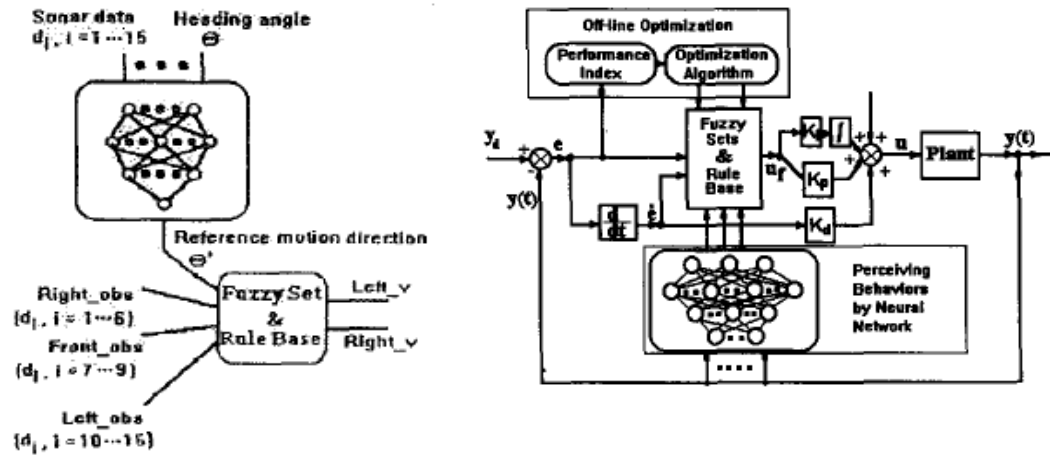 Sonar data
d_i, i = 1 ... 15
Heading angle
Θ
Reference motion direction
Θ'
Right_obs
{d_i, i = 1 ... 6}
Front_obs
{d_i, i = 7 ... 9}
Left_obs
{d_i, i = 10 ... 15}
Fuzzy Set
&
Rule Base
Left_v
Right_v
Off-line Optimization
Performance
Index
Optimization
Algorithm
y_d
+
-
e
y(t)
Fuzzy
Sets
&
Rule
Base
u_f
K
∫
K_p
+
+
+
+
u
Plant
y(t)
d
dt
ė
K_d
Perceiving
Behaviors
by Neural
Network